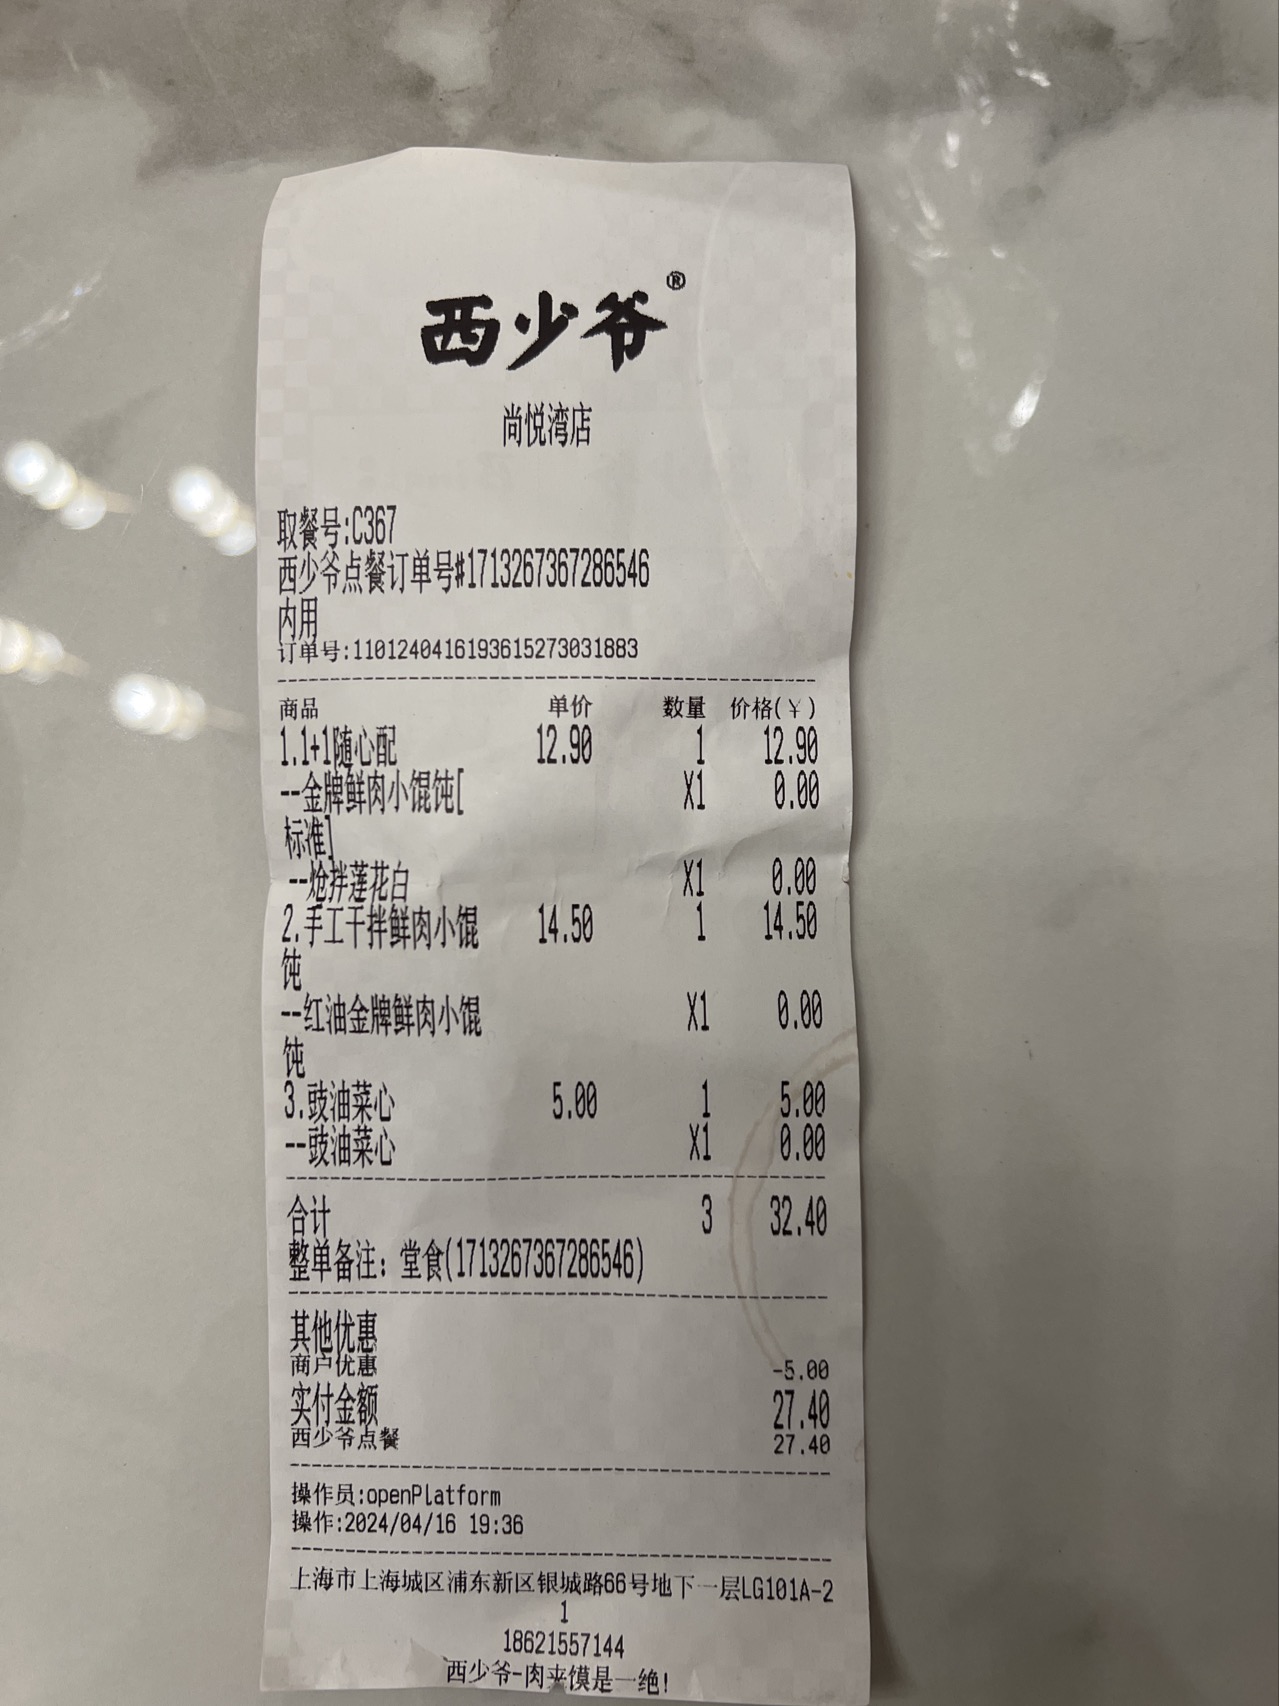 西少爷®
尚悦湾店
取餐号:C367
西少爷点餐订单号#1713267367286546
内用
订单号:11012404161936152730318​83
商品 单价 数量 价格(¥)
1.1+1随心配 12.90 1 12.90
--金牌鲜肉小馄饨[ X1 0.00
标准]
--炝拌莲花白 X1 0.00
2.手工干拌鲜肉小馄 14.50 1 14.50
饨
--红油金牌鲜肉小馄 X1 0.00
饨
3.豉油菜心 5.00 1 5.00
--豉油菜心 X1 0.00
合计 3 32.40
整单备注: 堂食(1713267367286546)
其他优惠
商户优惠 -5.00
实付金额 27.40
西少爷点餐 27.40
操作员:openPlatform
操作:2024/04/16 19:36
上海市上海城区浦东新区银城路66号地下一层LG101A-2
1
18621557144
西少爷-肉夹馍是一绝!